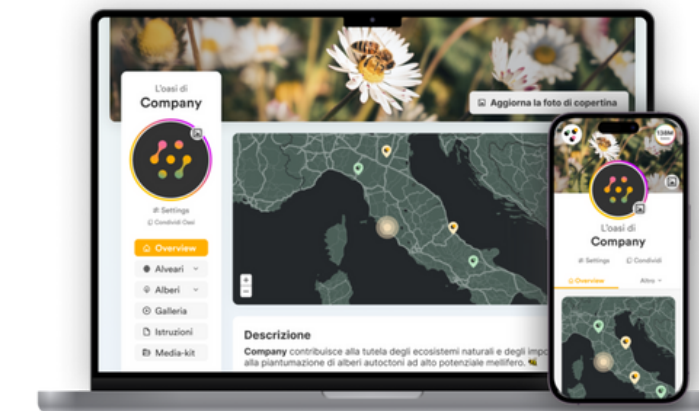 L'oasi di
Company
Settings
Condividi Oasi
Overview
Alveari
Alberi
Galleria
Istruzioni
Media-kit
Aggiorna la foto di copertina
+
−
Descrizione
Company contribuisce alla tutela degli ecosistemi naturali e degli impo
alla piantumazione di alberi autoctoni ad alto potenziale mellifero.
138M
L'oasi di
Company
Settings
Condividi
Overview
Altro